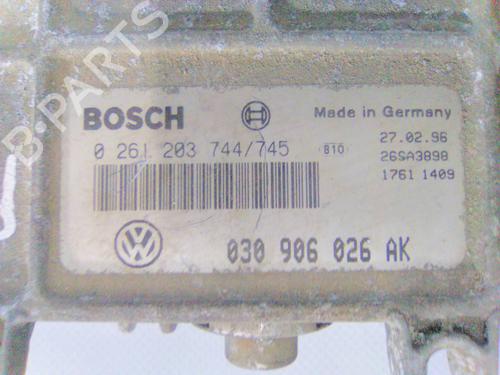 B-PARTS
BOSCH
Made in Germany
0 261 203 744/745
810
27.02.96
26SA3898
1761 1409
030 906 026 AK